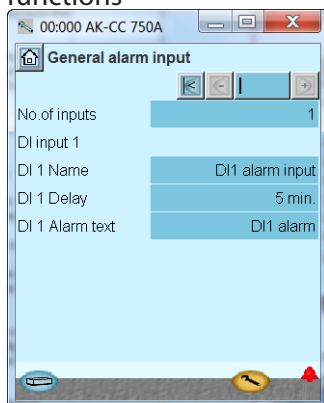 functions
00:000 AK-CC 750A
General alarm input
No.of inputs 1
DI input 1
DI 1 Name DI1 alarm input
DI 1 Delay 5 min.
DI 1 Alarm text DI1 alarm